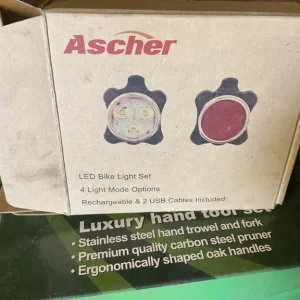 Ascher
LED Bike Light Set
4 Light Mode Options
Rechargeable & 2 USB Cables Included
Luxury hand tool set
• Stainless steel hand trowel and fork
• Premium quality carbon steel pruner
• Ergonomically shaped oak handles